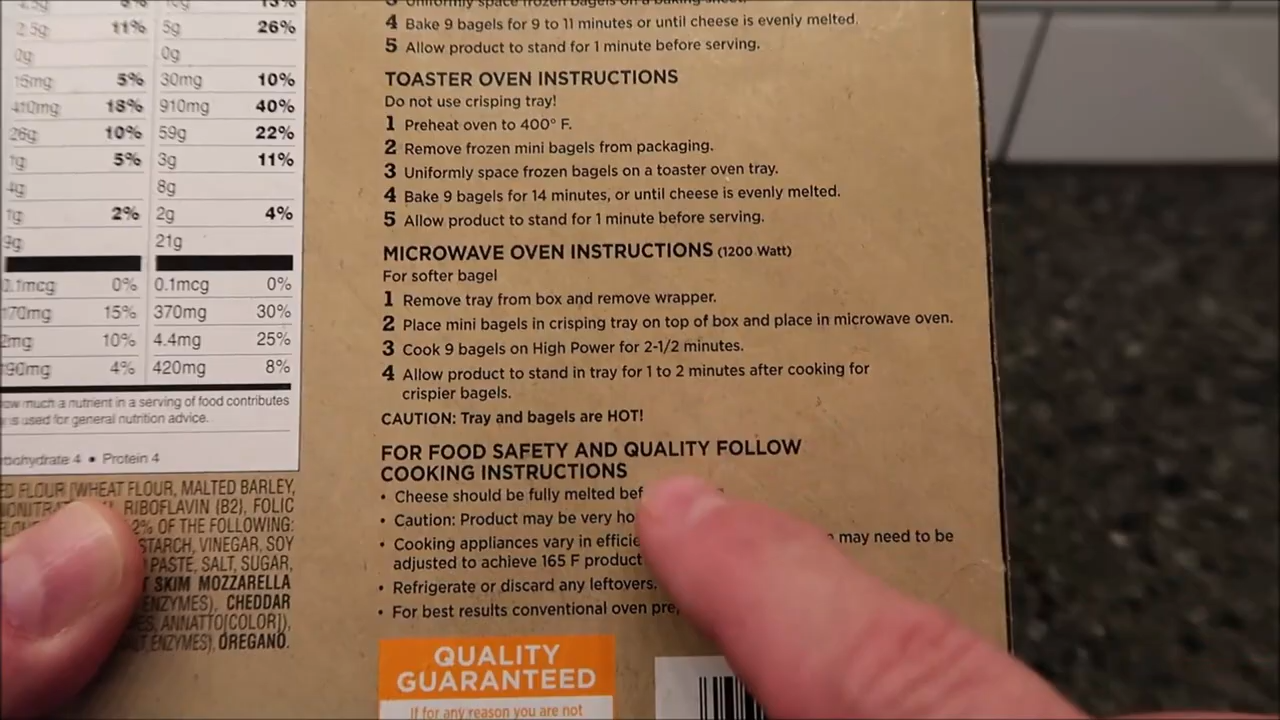 4 Bake 9 bagels for 9 to 11 minutes or until cheese is evenly melted.
5 Allow product to stand for 1 minute before serving.
TOASTER OVEN INSTRUCTIONS
Do not use crisping tray!
1 Preheat oven to 400° F.
2 Remove frozen mini bagels from packaging.
3 Uniformly space frozen bagels on a toaster oven tray.
4 Bake 9 bagels for 14 minutes, or until cheese is evenly melted.
5 Allow product to stand for 1 minute before serving.
MICROWAVE OVEN INSTRUCTIONS (1200 Watt)
For softer bagel
1 Remove tray from box and remove wrapper.
2 Place mini bagels in crisping tray on top of box and place in microwave oven.
3 Cook 9 bagels on High Power for 2-1/2 minutes.
4 Allow product to stand in tray for 1 to 2 minutes after cooking for
crispier bagels.
CAUTION: Tray and bagels are HOT!
FOR FOOD SAFETY AND QUALITY FOLLOW
COOKING INSTRUCTIONS
• Cheese should be fully melted
• Caution: Product may be very
• Cooking appliances vary in may need to be
adjusted to achieve 165 F product
• Refrigerate or discard any leftovers.
• For best results conventional oven
QUALITY
GUARANTEED
If for any reason you are not
2.5g 11% 5g 26%
0g 0g
15mg 5% 30mg 10%
410mg 18% 910mg 40%
26g 10% 59g 22%
1g 5% 3g 11%
4g 8g
1g 2% 2g 4%
9g 21g
0.1mcg 0% 0.1mcg 0%
170mg 15% 370mg 30%
2mg 10% 4.4mg 25%
190mg 4% 420mg 8%
how much a nutrient in a serving of food contributes
is used for general nutrition advice.
4 • Protein 4
FLOUR [WHEAT FLOUR, MALTED BARLEY,
RIBOFLAVIN (B2), FOLIC
2% OF THE FOLLOWING:
STARCH, VINEGAR, SOY
PASTE, SALT, SUGAR,
SKIM MOZZARELLA
ENZYMES), CHEDDAR
ANNATTO[COLOR]),
ENZYMES), OREGANO.